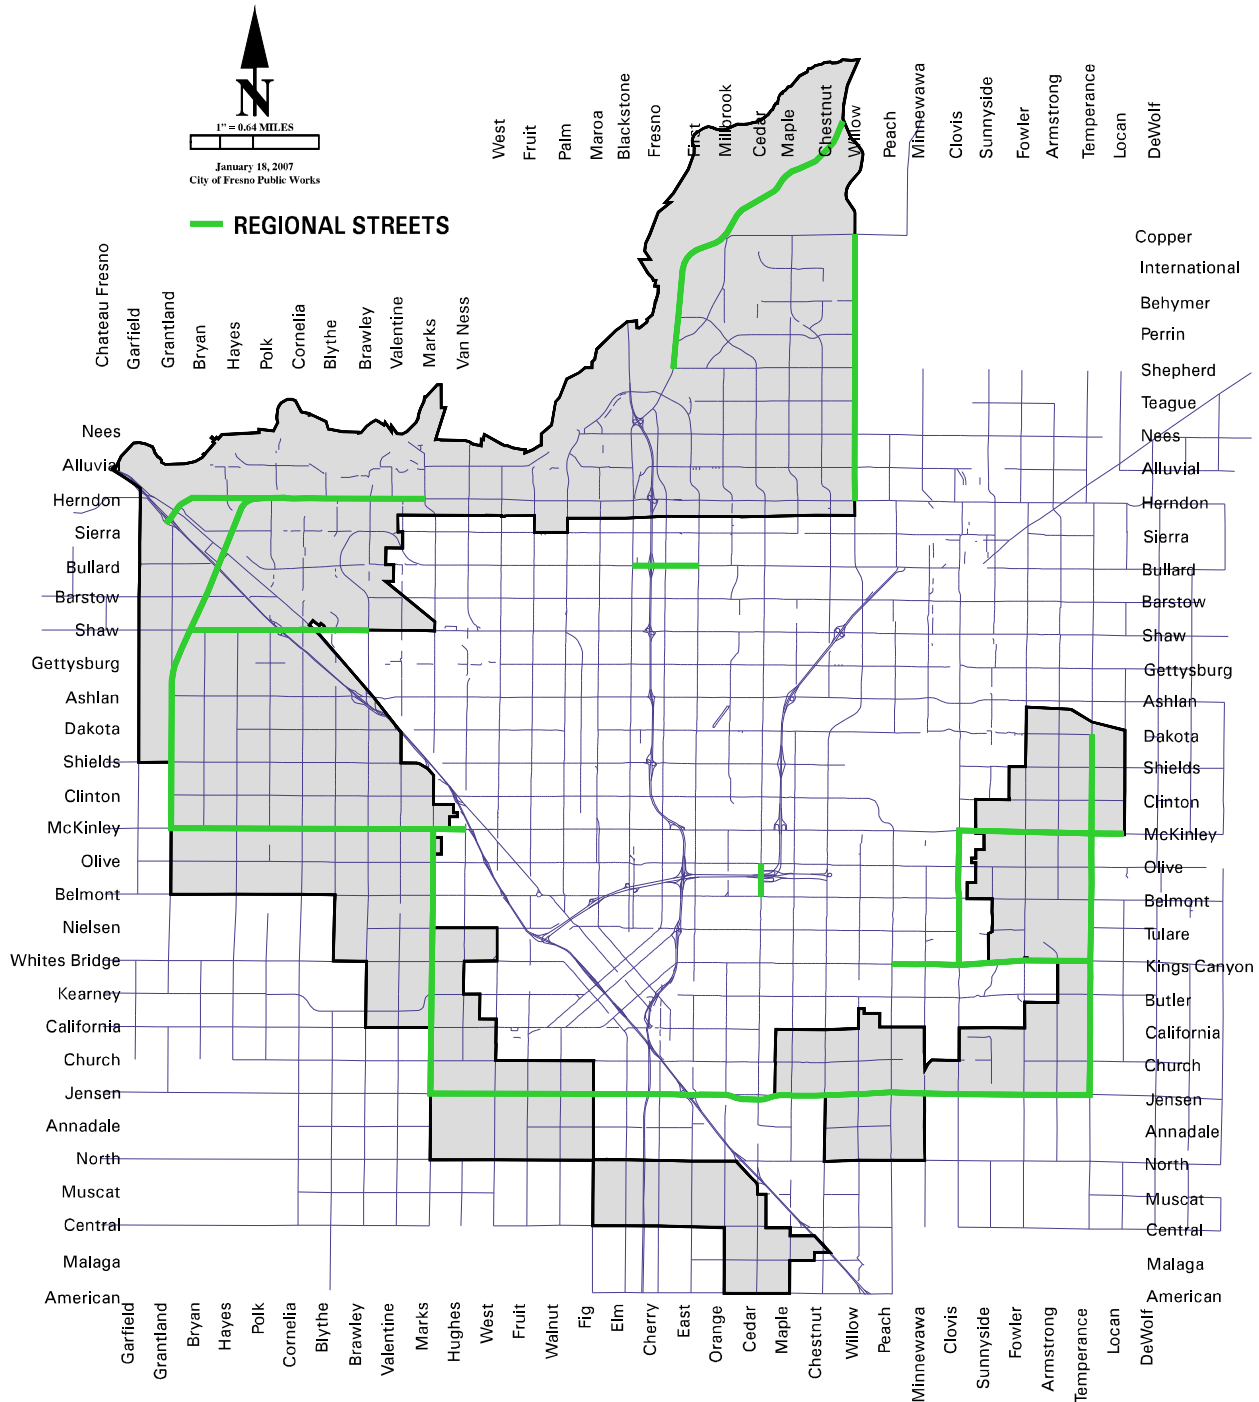 N
1" = 0.64 MILES
January 18, 2007
City of Fresno Public Works
REGIONAL STREETS
West
Fruit
Palm
Maroa
Blackstone
Fresno
First
Millbrook
Cedar
Maple
Chestnut
Willow
Peach
Minnewawa
Clovis
Sunnyside
Fowler
Armstrong
Temperance
Locan
DeWolf
Chateau Fresno
Garfield
Grantland
Bryan
Hayes
Polk
Cornelia
Blythe
Brawley
Valentine
Marks
Van Ness
Nees
Alluvial
Herndon
Sierra
Bullard
Barstow
Shaw
Gettysburg
Ashlan
Dakota
Shields
Clinton
McKinley
Olive
Belmont
Nielsen
Whites Bridge
Kearney
California
Church
Jensen
Annadale
North
Muscat
Central
Malaga
American
Copper
International
Behymer
Perrin
Shepherd
Teague
Nees
Alluvial
Herndon
Sierra
Bullard
Barstow
Shaw
Gettysburg
Ashlan
Dakota
Shields
Clinton
McKinley
Olive
Belmont
Tulare
Kings Canyon
Butler
California
Church
Jensen
Annadale
North
Muscat
Central
Malaga
American
Garfield
Grantland
Bryan
Hayes
Polk
Cornelia
Blythe
Brawley
Valentine
Marks
Hughes
West
Fruit
Walnut
Fig
Elm
Cherry
East
Orange
Cedar
Maple
Chestnut
Willow
Peach
Minnewawa
Clovis
Sunnyside
Fowler
Armstrong
Temperance
Locan
DeWolf